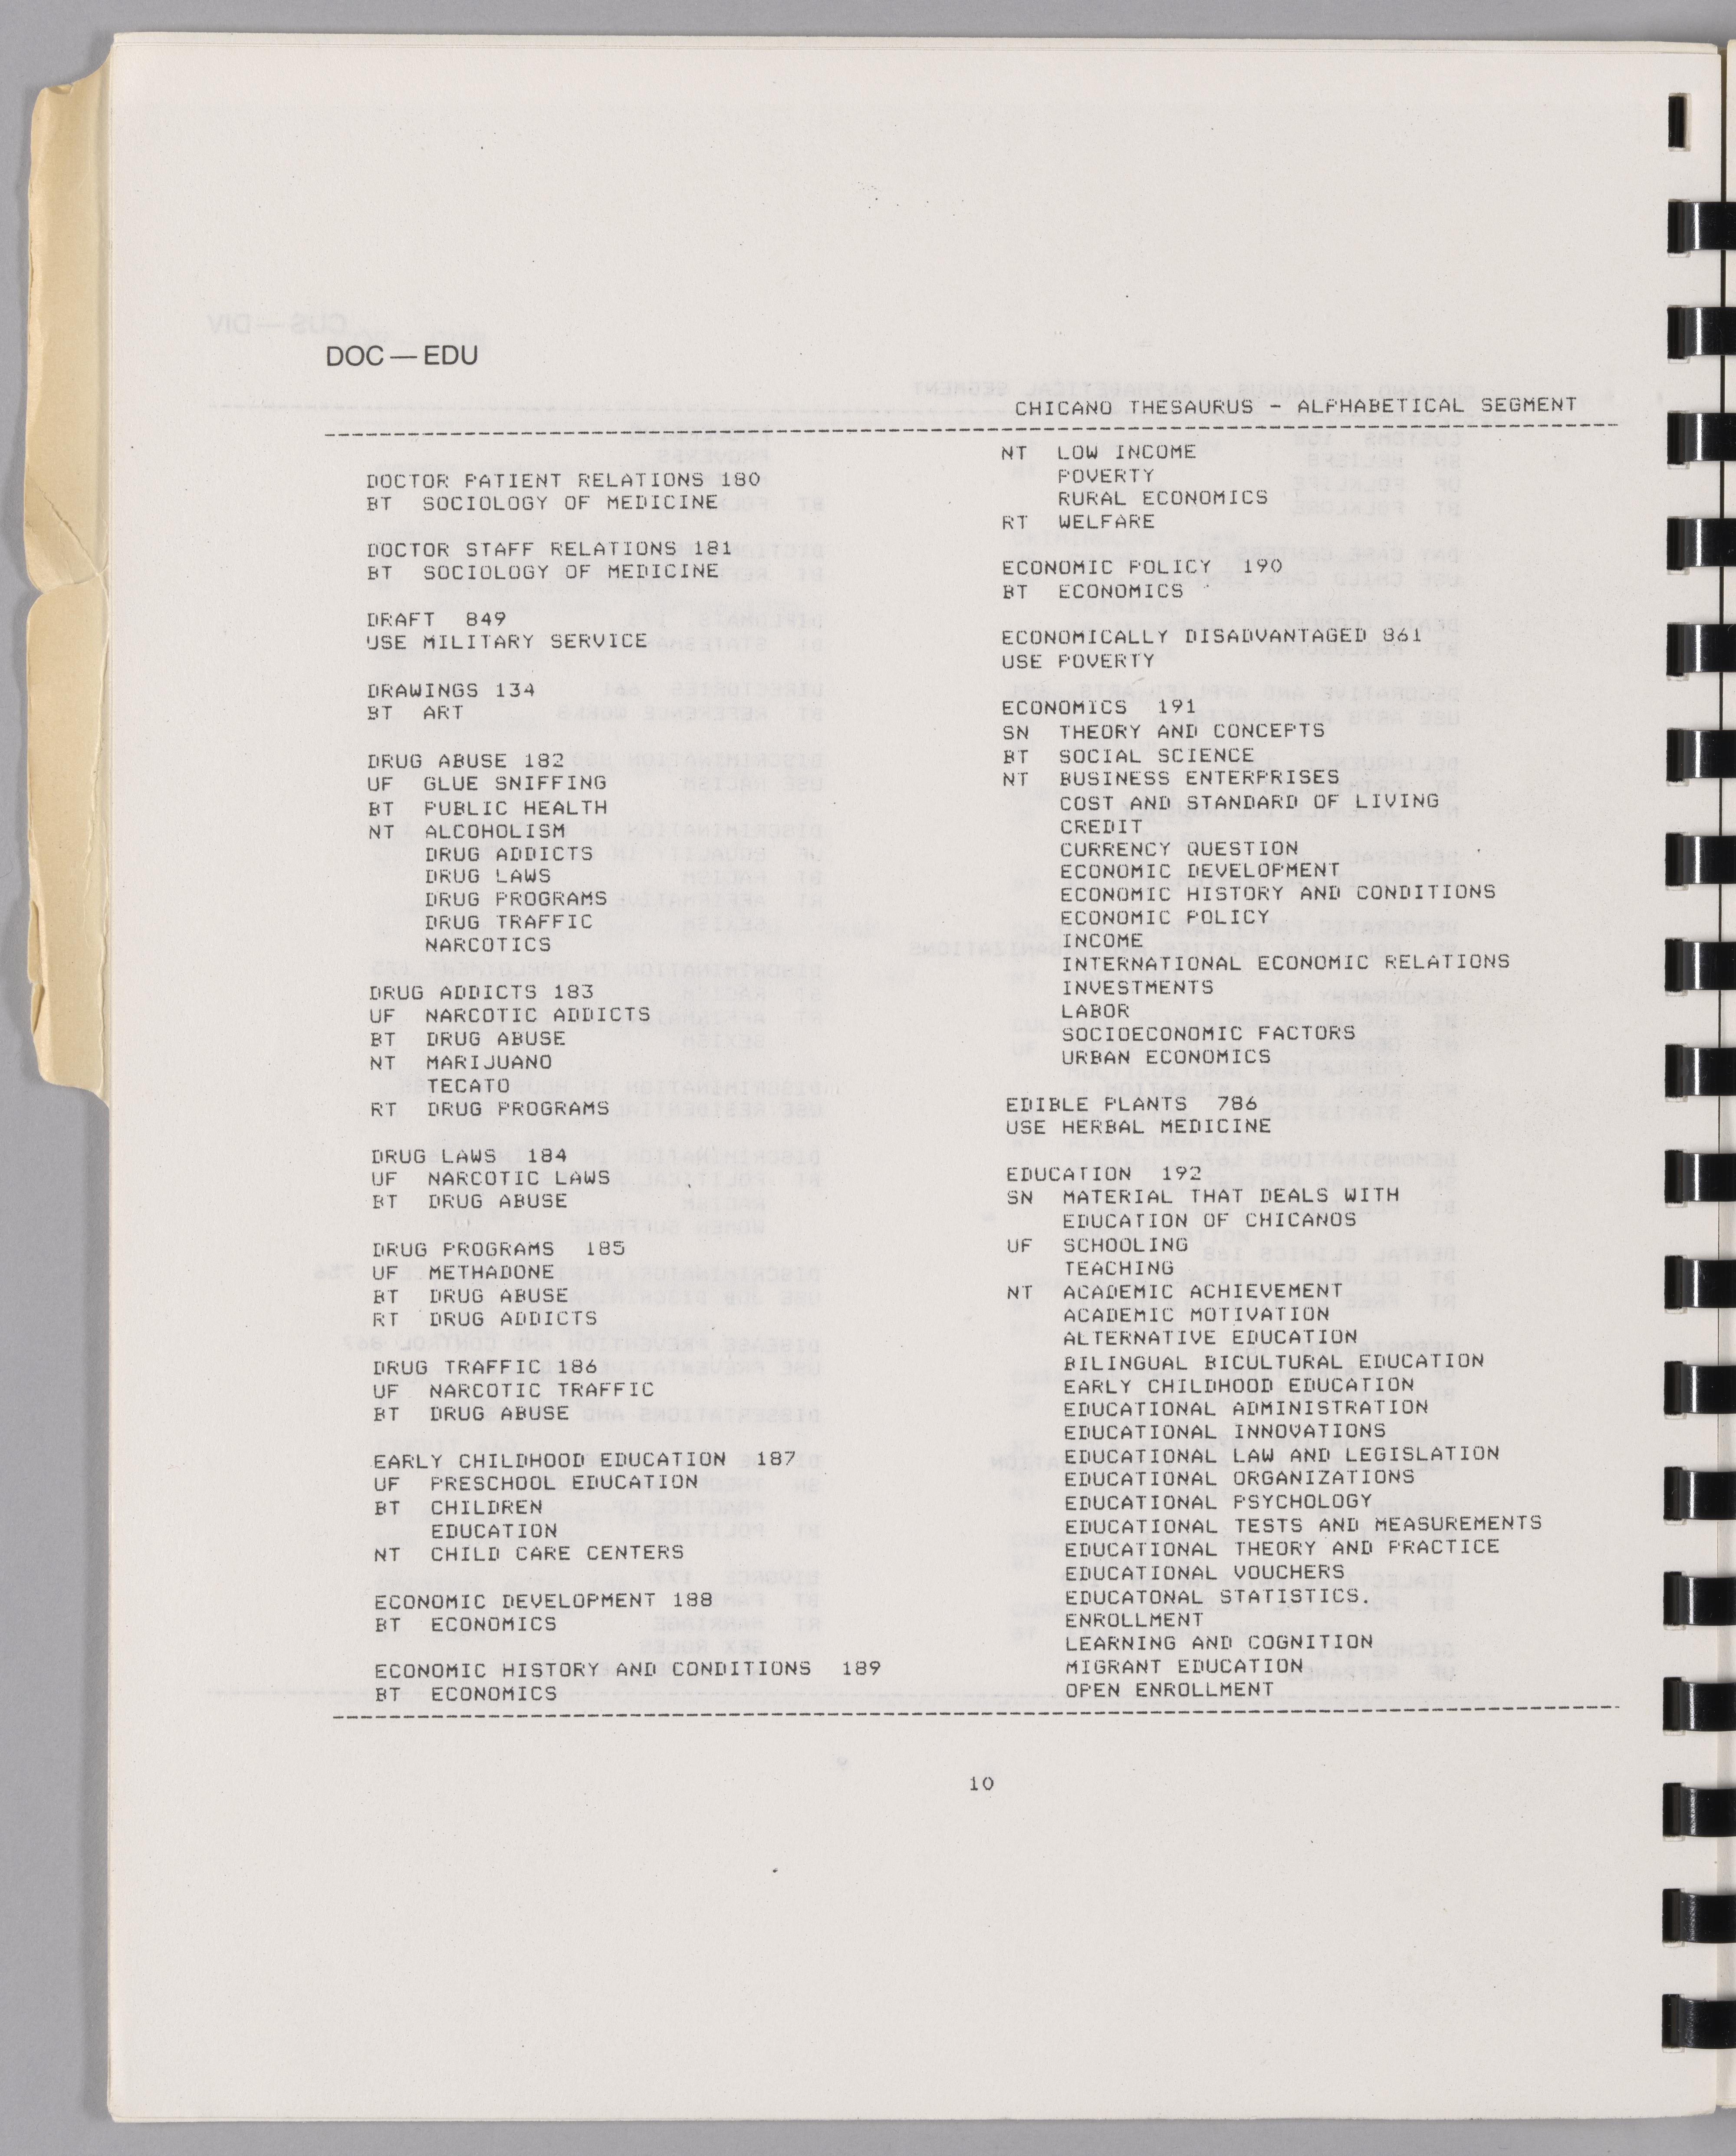 DOC — EDU
CHICANO THESAURUS - ALPHABETICAL SEGMENT
DOCTOR PATIENT RELATIONS 180
BT SOCIOLOGY OF MEDICINE
DOCTOR STAFF RELATIONS 181
BT SOCIOLOGY OF MEDICINE
DRAFT 849
USE MILITARY SERVICE
DRAWINGS 134
BT ART
DRUG ABUSE 182
UF GLUE SNIFFING
BT PUBLIC HEALTH
NT ALCOHOLISM
DRUG ADDICTS
DRUG LAWS
DRUG PROGRAMS
DRUG TRAFFIC
NARCOTICS
DRUG ADDICTS 183
UF NARCOTIC ADDICTS
BT DRUG ABUSE
NT MARIJUANO
TECATO
RT DRUG PROGRAMS
DRUG LAWS 184
UF NARCOTIC LAWS
BT DRUG ABUSE
DRUG PROGRAMS 185
UF METHADONE
BT DRUG ABUSE
RT DRUG ADDICTS
DRUG TRAFFIC 186
UF NARCOTIC TRAFFIC
BT DRUG ABUSE
EARLY CHILDHOOD EDUCATION 187
UF PRESCHOOL EDUCATION
BT CHILDREN
EDUCATION
NT CHILD CARE CENTERS
ECONOMIC DEVELOPMENT 188
BT ECONOMICS
ECONOMIC HISTORY AND CONDITIONS 189
BT ECONOMICS
NT LOW INCOME
POVERTY
RURAL ECONOMICS
RT WELFARE
ECONOMIC POLICY 190
BT ECONOMICS
ECONOMICALLY DISADVANTAGED 861
USE POVERTY
ECONOMICS 191
SN THEORY AND CONCEPTS
BT SOCIAL SCIENCE
NT BUSINESS ENTERPRISES
COST AND STANDARD OF LIVING
CREDIT
CURRENCY QUESTION
ECONOMIC DEVELOPMENT
ECONOMIC HISTORY AND CONDITIONS
ECONOMIC POLICY
INCOME
INTERNATIONAL ECONOMIC RELATIONS
INVESTMENTS
LABOR
SOCIOECONOMIC FACTORS
URBAN ECONOMICS
EDIBLE PLANTS 786
USE HERBAL MEDICINE
EDUCATION 192
SN MATERIAL THAT DEALS WITH
EDUCATION OF CHICANOS
UF SCHOOLING
TEACHING
NT ACADEMIC ACHIEVEMENT
ACADEMIC MOTIVATION
ALTERNATIVE EDUCATION
BILINGUAL BICULTURAL EDUCATION
EARLY CHILDHOOD EDUCATION
EDUCATIONAL ADMINISTRATION
EDUCATIONAL INNOVATIONS
EDUCATIONAL LAW AND LEGISLATION
EDUCATIONAL ORGANIZATIONS
EDUCATIONAL PSYCHOLOGY
EDUCATIONAL TESTS AND MEASUREMENTS
EDUCATIONAL THEORY AND PRACTICE
EDUCATIONAL VOUCHERS
EDUCATONAL STATISTICS.
ENROLLMENT
LEARNING AND COGNITION
MIGRANT EDUCATION
OPEN ENROLLMENT
10